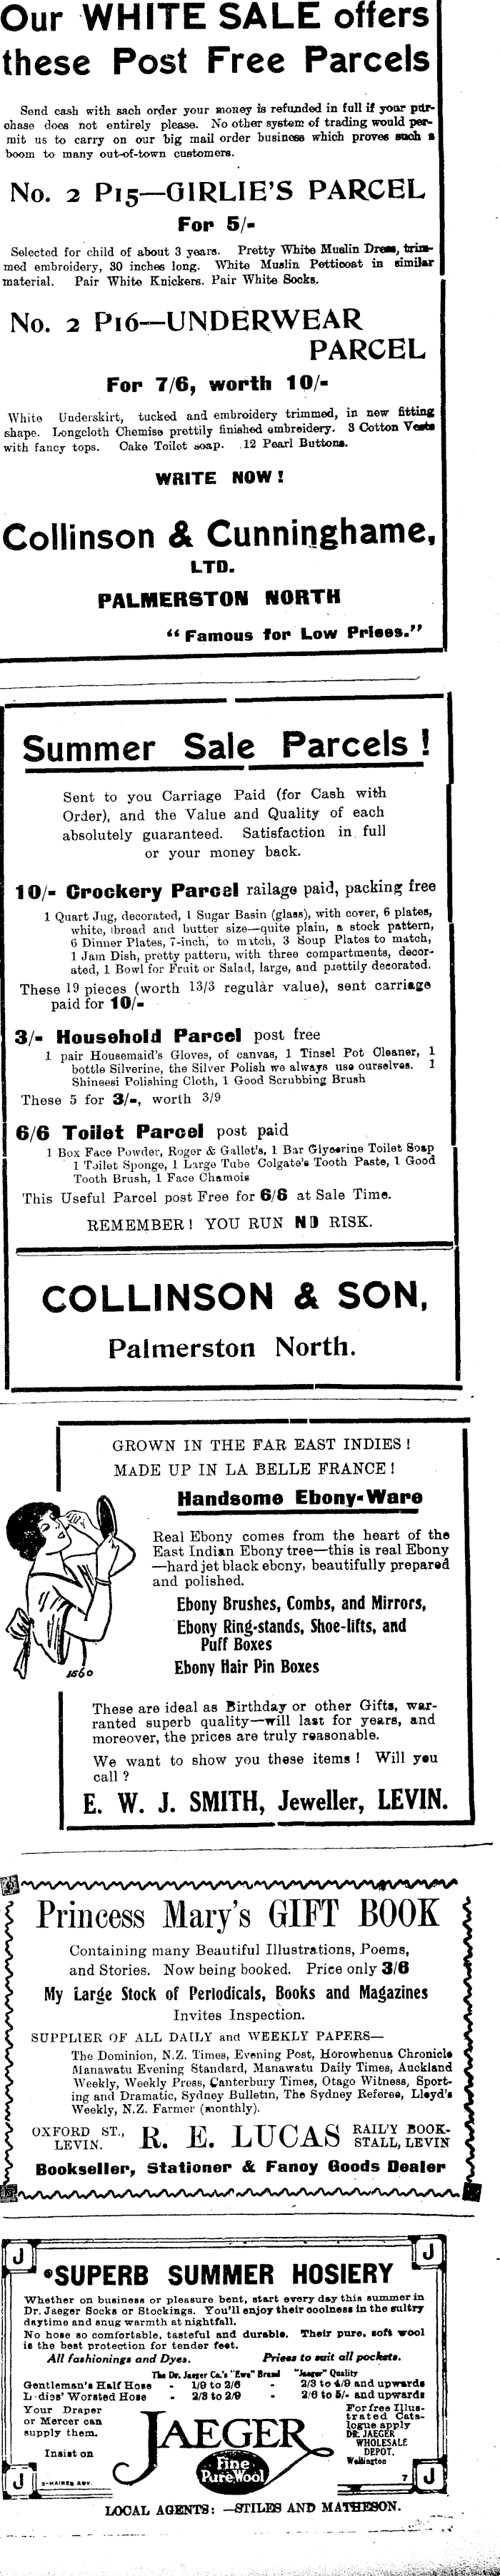 Our WHITE SALE offers
these Post Free Parcels
Send cash with sach order your money is refunded in full if your pur-
ohase does not entirely please. No other system of trading would per-
mit us to carry on our big mail order business which proves such a
boom to many out-of-town customers.
No. 2 P15—GIRLIE'S PARCEL
For 5/-
Selected for child of about 3 years. Pretty White Muslin Dress, trim-
med embroidery, 30 inches long. White Muslin Petticoat in similar
material. Pair White Knickers. Pair White Socks.
No. 2 P16—UNDERWEAR
PARCEL
For 7/6, worth 10/-
White Underskirt, tucked and embroidery trimmed, in new fitting
shape. Longcloth Chemise prettily finished embroidery. 3 Cotton Vests
with fancy tops. Cake Toilet soap. 12 Pearl Buttons.
WRITE NOW !
Collinson & Cunninghame,
LTD.
PALMERSTON NORTH
"Famous for Low Prices."
Summer Sale Parcels !
Sent to you Carriage Paid (for Cash with
Order), and the Value and Quality of each
absolutely guaranteed. Satisfaction in full
or your money back.
10/- Crockery Parcel railage paid, packing free
1 Quart Jug, decorated, 1 Sugar Basin (glass), with cover, 6 plates,
white, bread and butter size—quite plain, a stock pattern,
6 Dinner Plates, 7-inch, to match, 3 Soup Plates to match,
1 Jam Dish, pretty pattern, with three compartments, decor-
ated, 1 Bowl for Fruit or Salad, large, and prettily decorated.
These 19 pieces (worth 13/3 regular value), sent carriage
paid for 10/-
3/- Household Parcel post free
1 pair Housemaid's Gloves, of canvas, 1 Tinsel Pot Cleaner, 1
bottle Silverine, the Silver Polish we always use ourselves. 1
Shineesi Polishing Cloth, 1 Good Scrubbing Brush
These 5 for 3/-, worth 3/9
6/6 Toilet Parcel post paid
1 Box Face Powder, Roger & Gallet's, 1 Bar Glycerine Toilet Soap
1 Toilet Sponge, 1 Large Tube Colgate's Tooth Paste, 1 Good
Tooth Brush, 1 Face Chamois
This Useful Parcel post Free for 6/6 at Sale Time.
REMEMBER ! YOU RUN NO RISK.
COLLINSON & SON,
Palmerston North.
GROWN IN THE FAR EAST INDIES !
MADE UP IN LA BELLE FRANCE !
Handsome Ebony-Ware
Real Ebony comes from the heart of the
East Indian Ebony tree—this is real Ebony
—hard jet black ebony, beautifully prepared
and polished.
Ebony Brushes, Combs, and Mirrors,
Ebony Ring-stands, Shoe-lifts, and
Puff Boxes
Ebony Hair Pin Boxes
1560
These are ideal as Birthday or other Gifts, war-
ranted superb quality—will last for years, and
moreover, the prices are truly reasonable.
We want to show you these items ! Will you
call ?
E. W. J. SMITH, Jeweller, LEVIN.
Princess Mary's GIFT BOOK
Containing many Beautiful Illustrations, Poems,
and Stories. Now being booked. Price only 3/6
My Large Stock of Periodicals, Books and Magazines
Invites Inspection.
SUPPLIER OF ALL DAILY and WEEKLY PAPERS—
The Dominion, N.Z. Times, Evening Post, Horowhenua Chronicle
Manawatu Evening Standard, Manawatu Daily Times, Auckland
Weekly, Weekly Press, Canterbury Times, Otago Witness, Sport-
ing and Dramatic, Sydney Bulletin, The Sydney Referee, Lloyd's
Weekly, N.Z. Farmer (monthly).
OXFORD ST.,
LEVIN.
R. E. LUCAS
RAIL'Y BOOK-
STALL, LEVIN
Bookseller, Stationer & Fancy Goods Dealer
J
J
SUPERB SUMMER HOSIERY
Whether on business or pleasure bent, start every day this summer in
Dr. Jaeger Socks or Stockings. You'll enjoy their coolness in the sultry
daytime and snug warmth at nightfall.
No hose so comfortable, tasteful and durable. Their pure, soft wool
is the best protection for tender feet.
All fashionings and Dyes. Prices to suit all pockets.
The Dr. Jaeger Co.'s "Ewe" Brand "Jaeger" Quality
Gentleman's Half Hose - 1/9 to 2/6 - 2/3 to 4/9 and upwards
Ladies' Worsted Hose - 2/3 to 2/9 - 2/6 to 5/- and upwards
Your Draper
or Mercer can
supply them.
Insist on
JAEGER
Fine
Pure Wool
For free Illus-
trated Cata-
logue apply
DR. JAEGER
WHOLESALE
DEPOT,
Wellington
J
J
HAINES ADV.
7
LOCAL AGENTS: —STILES AND MATHESON.